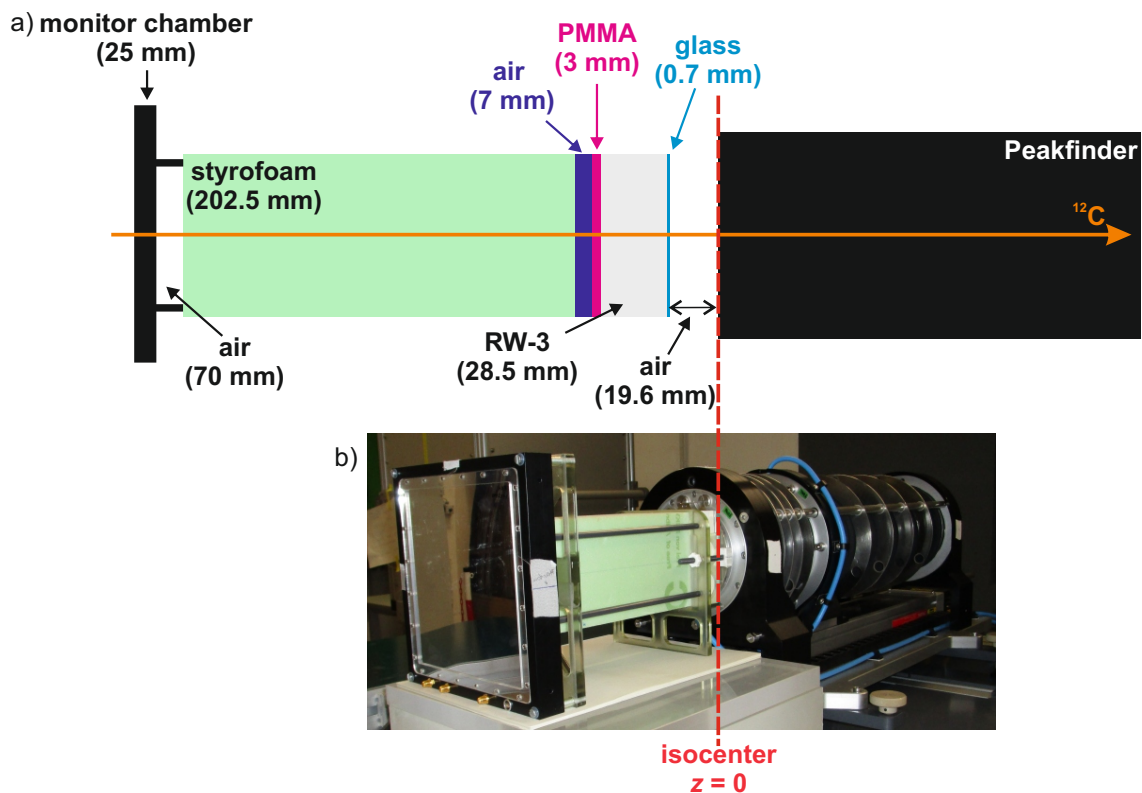 a) monitor chamber
(25 mm)
PMMA
(3 mm)
glass
(0.7 mm)
air
(7 mm)
styrofoam
(202.5 mm)
Peakfinder
¹²C
air
(70 mm)
RW-3
(28.5 mm)
air
(19.6 mm)
b)
isocenter
z = 0